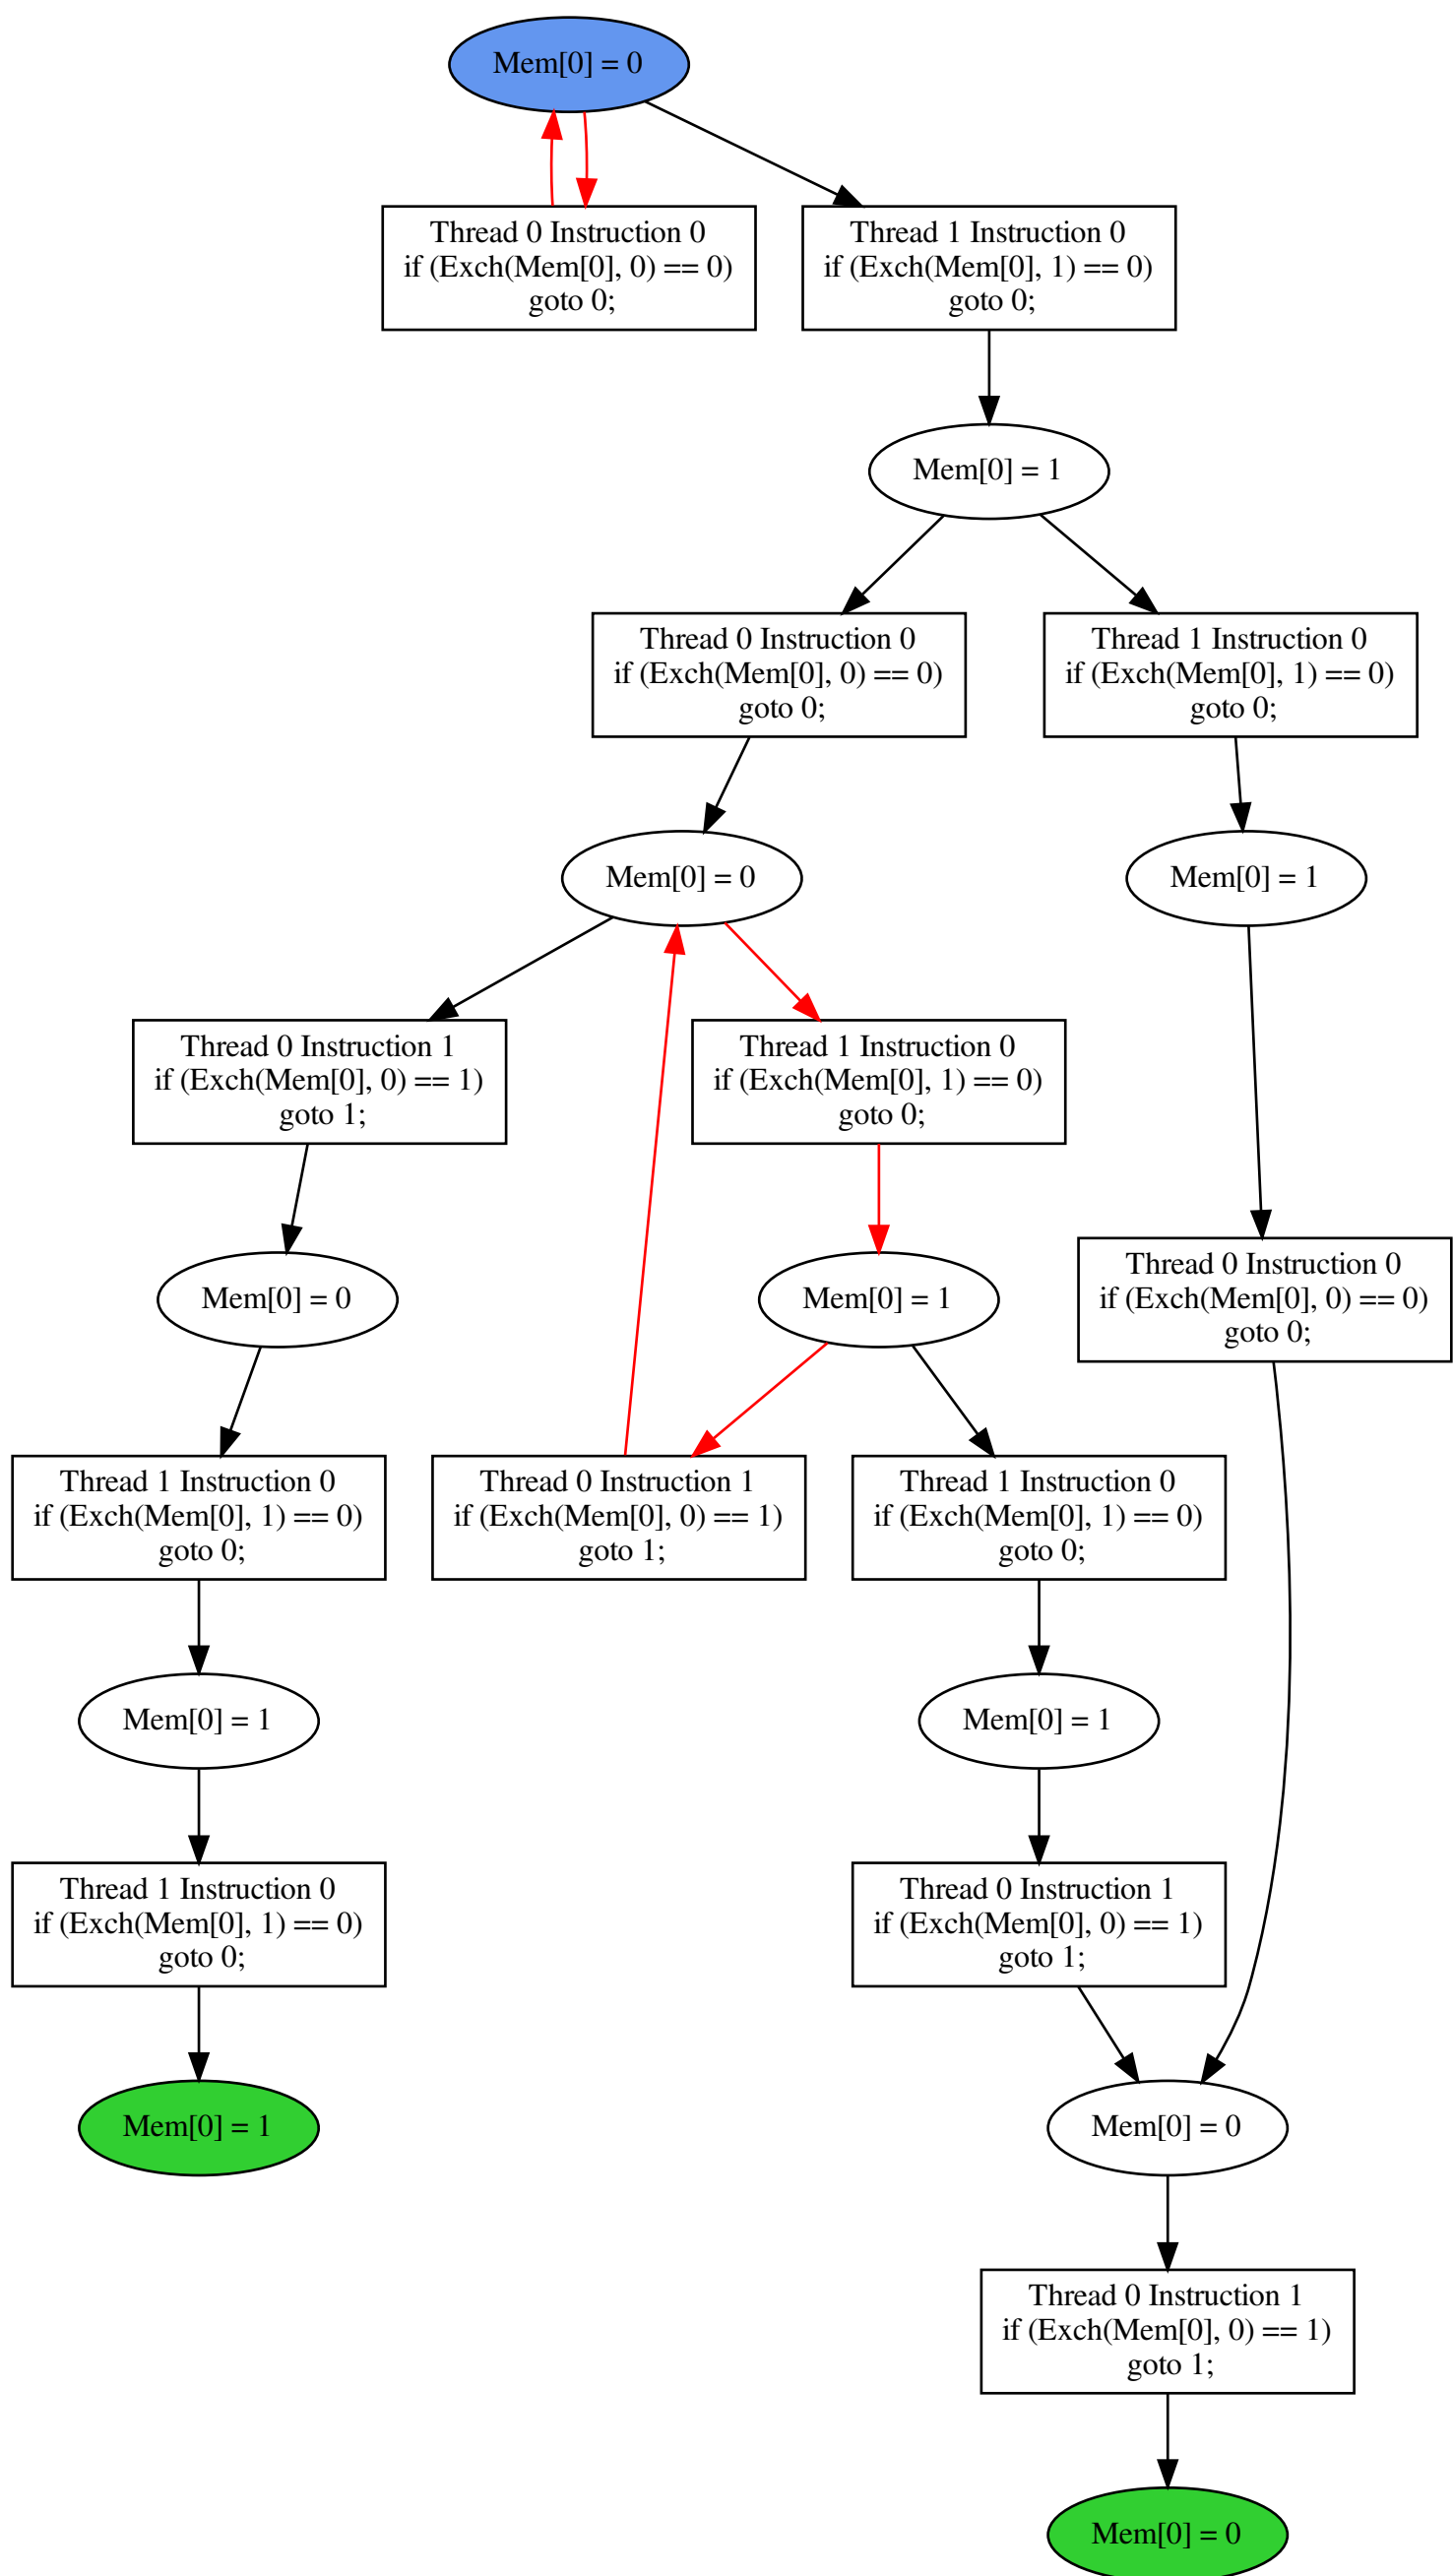 Mem[0] = 0
Thread 0 Instruction 0
if (Exch(Mem[0], 0) == 0)
goto 0;
Thread 1 Instruction 0
if (Exch(Mem[0], 1) == 0)
goto 0;
Mem[0] = 1
Thread 0 Instruction 0
if (Exch(Mem[0], 0) == 0)
goto 0;
Thread 1 Instruction 0
if (Exch(Mem[0], 1) == 0)
goto 0;
Mem[0] = 0
Mem[0] = 1
Thread 0 Instruction 1
if (Exch(Mem[0], 0) == 1)
goto 1;
Thread 1 Instruction 0
if (Exch(Mem[0], 1) == 0)
goto 0;
Mem[0] = 0
Mem[0] = 1
Thread 0 Instruction 0
if (Exch(Mem[0], 0) == 0)
goto 0;
Thread 1 Instruction 0
if (Exch(Mem[0], 1) == 0)
goto 0;
Thread 0 Instruction 1
if (Exch(Mem[0], 0) == 1)
goto 1;
Thread 1 Instruction 0
if (Exch(Mem[0], 1) == 0)
goto 0;
Mem[0] = 1
Mem[0] = 1
Thread 1 Instruction 0
if (Exch(Mem[0], 1) == 0)
goto 0;
Thread 0 Instruction 1
if (Exch(Mem[0], 0) == 1)
goto 1;
Mem[0] = 1
Mem[0] = 0
Thread 0 Instruction 1
if (Exch(Mem[0], 0) == 1)
goto 1;
Mem[0] = 0